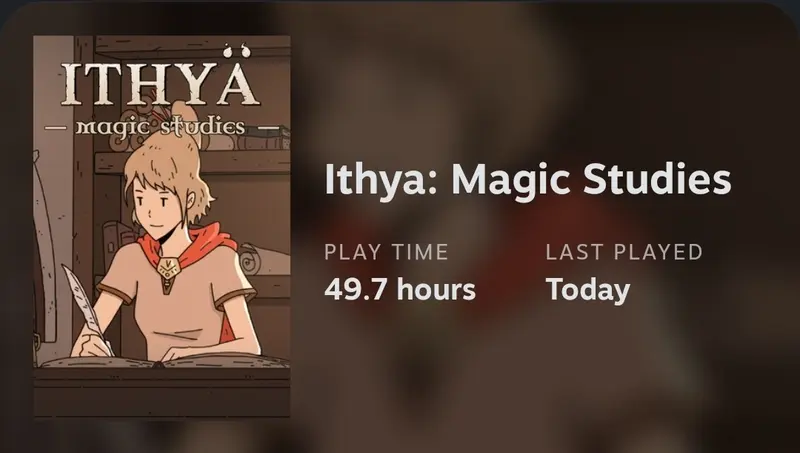 ITHYÄ
— magic studies —
Ithya: Magic Studies
PLAY TIME
LAST PLAYED
49.7 hours
Today